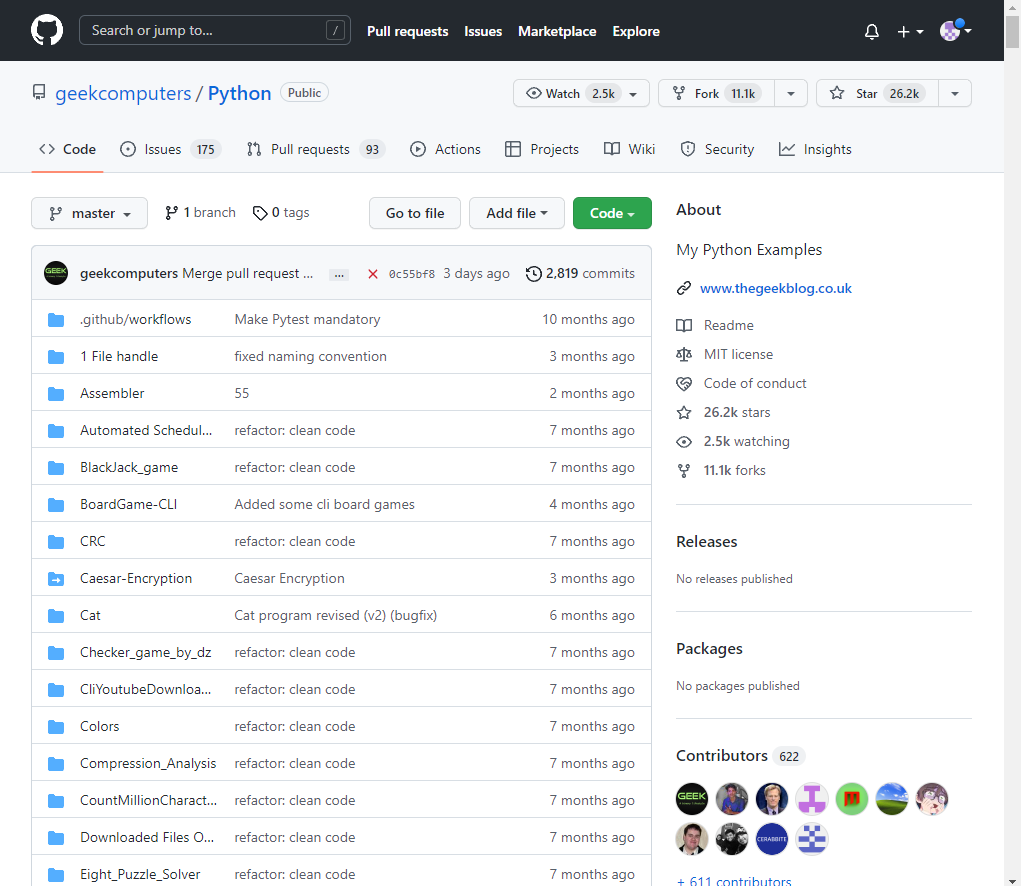 Search or jump to... /
Pull requests Issues Marketplace Explore
geekcomputers / Python Public
Watch 2.5k
Fork 11.1k
Star 26.2k
Code
Issues 175
Pull requests 93
Actions
Projects
Wiki
Security
Insights
master
1 branch
0 tags
Go to file
Add file
Code
geekcomputers Merge pull request ... ... 0c55bf8 3 days ago 2,819 commits
.github/workflows Make Pytest mandatory 10 months ago
1 File handle fixed naming convention 3 months ago
Assembler 55 2 months ago
Automated Schedul... refactor: clean code 7 months ago
BlackJack_game refactor: clean code 7 months ago
BoardGame-CLI Added some cli board games 4 months ago
CRC refactor: clean code 7 months ago
Caesar-Encryption Caesar Encryption 3 months ago
Cat Cat program revised (v2) (bugfix) 6 months ago
Checker_game_by_dz refactor: clean code 7 months ago
CliYoutubeDownloa... refactor: clean code 7 months ago
Colors refactor: clean code 7 months ago
Compression_Analysis refactor: clean code 7 months ago
CountMillionCharact... refactor: clean code 7 months ago
Downloaded Files O... refactor: clean code 7 months ago
Eight_Puzzle_Solver refactor: clean code 7 months ago
About
My Python Examples
www.thegeekblog.co.uk
Readme
MIT license
Code of conduct
26.2k stars
2.5k watching
11.1k forks
Releases
No releases published
Packages
No packages published
Contributors 622
GEEK
CERABBITE
+ 611 contributors